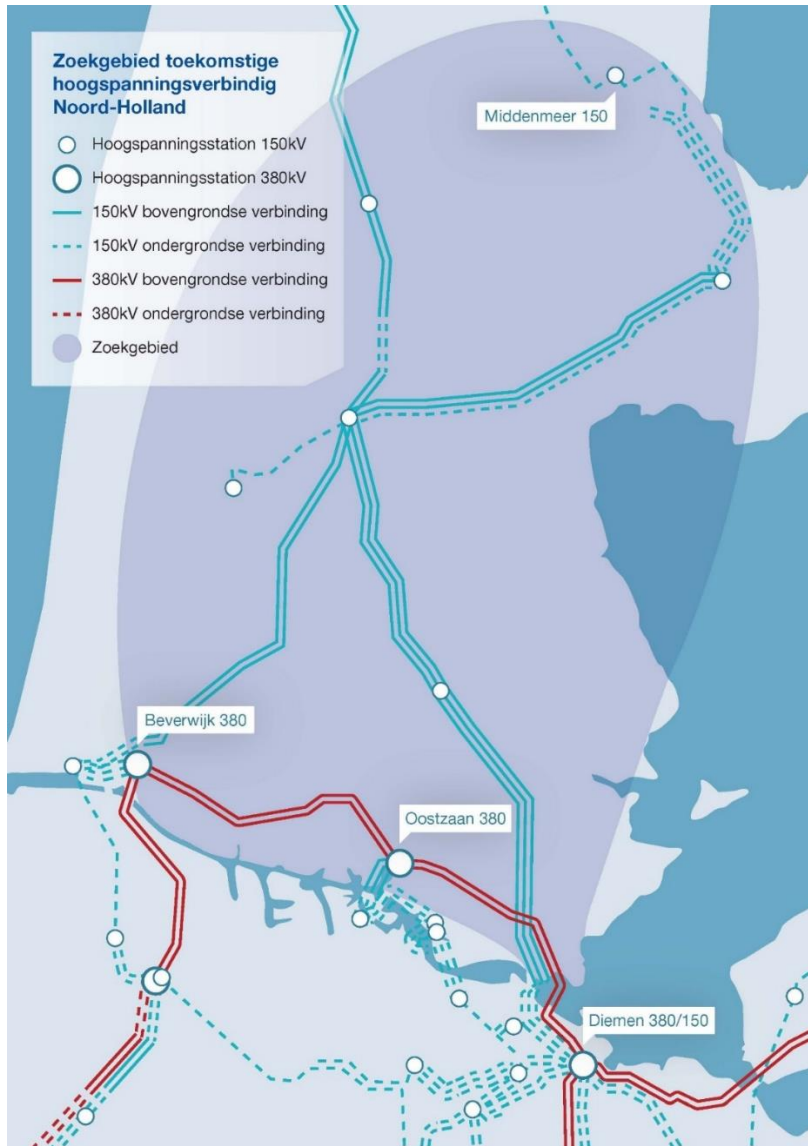 Zoekgebied toekomstige
hoogspanningsverbindig
Noord-Holland
Hoogspanningsstation 150kV
Hoogspanningsstation 380kV
150kV bovengrondse verbinding
150kV ondergrondse verbinding
380kV bovengrondse verbinding
380kV ondergrondse verbinding
Zoekgebied
Middenmeer 150
Beverwijk 380
Oostzaan 380
Diemen 380/150